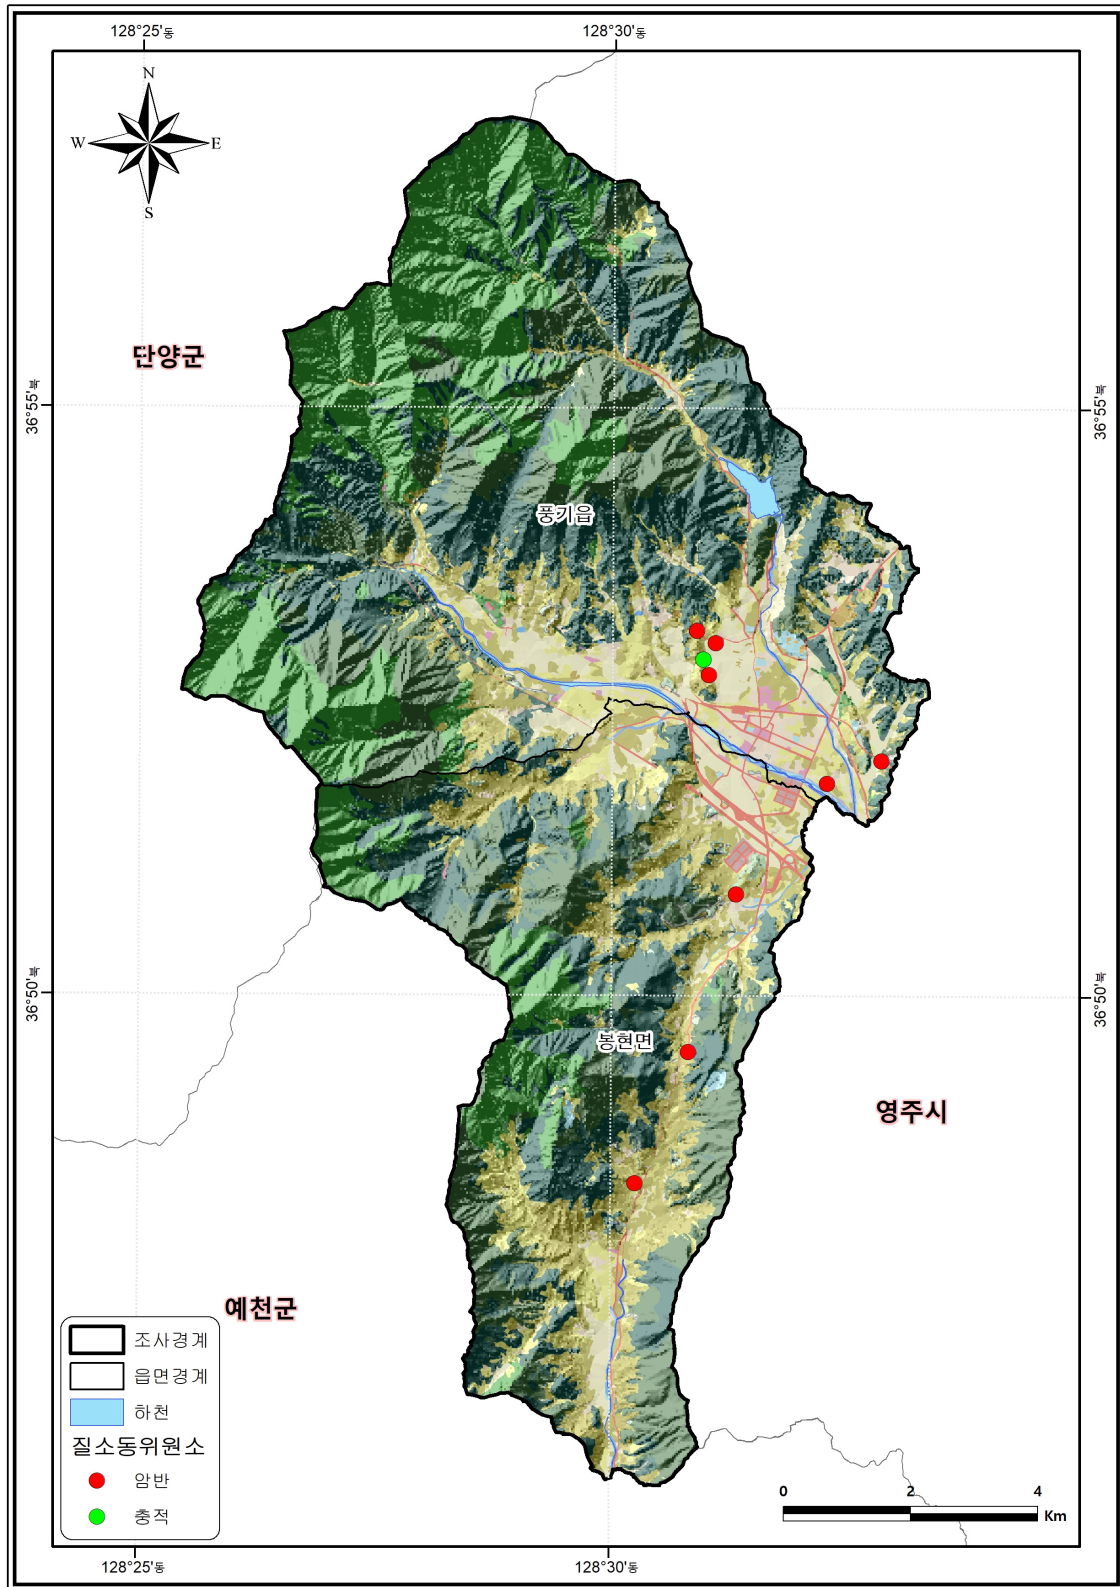 128°25'동
128°30'동
N
W
E
S
단양군
36°55'북
36°55'북
풍기읍
36°50'북
36°50'북
봉현면
영주시
예천군
조사경계
읍면경계
하천
질소동위원소
암반
충적
0
2
4
Km
128°25'동
128°30'동